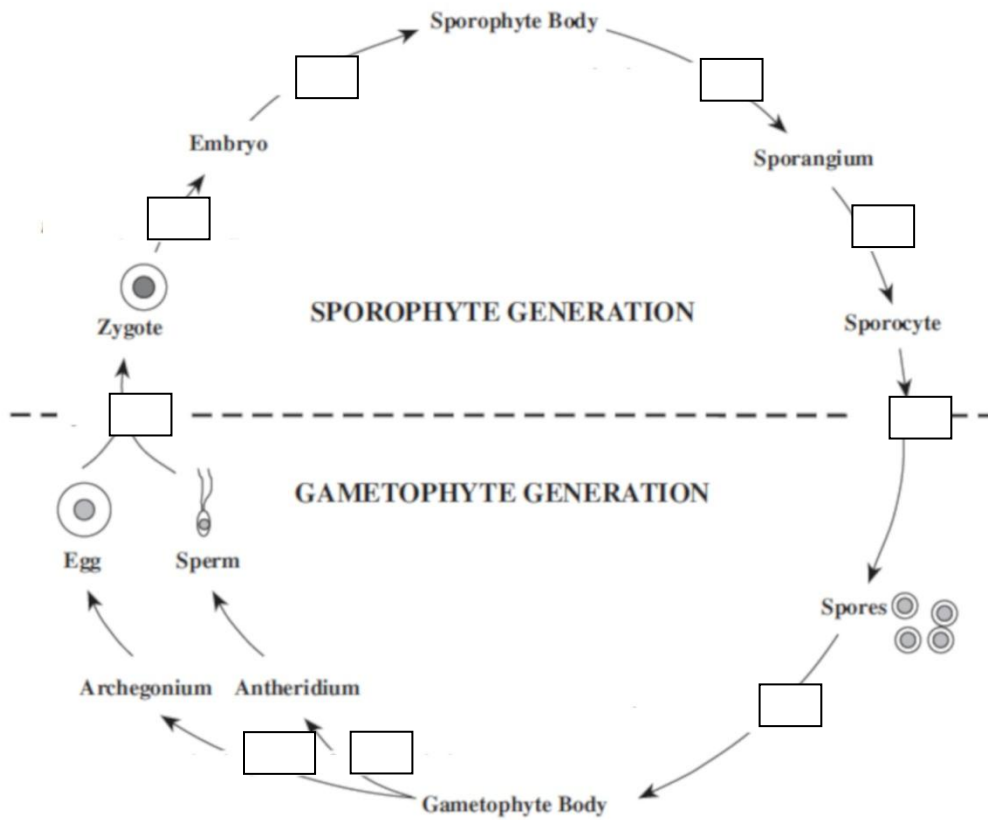 Sporophyte Body
Embryo
Sporangium
Zygote
SPOROPHYTE GENERATION
Sporocyte
GAMETOPHYTE GENERATION
Egg
Sperm
Spores
Archegonium
Antheridium
Gametophyte Body